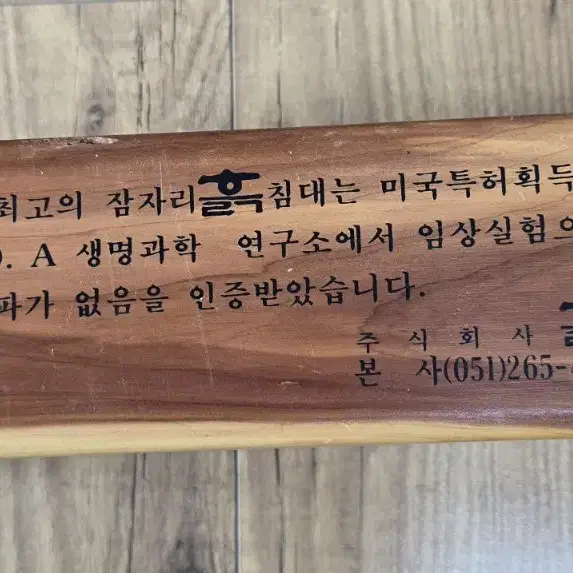 최고의 잠자리 흙침대는 미국특허획득
. A 생명과학 연구소에서 임상실험으
파가 없음을 인증받았습니다.
주 식 회 사
본 사(051)265-